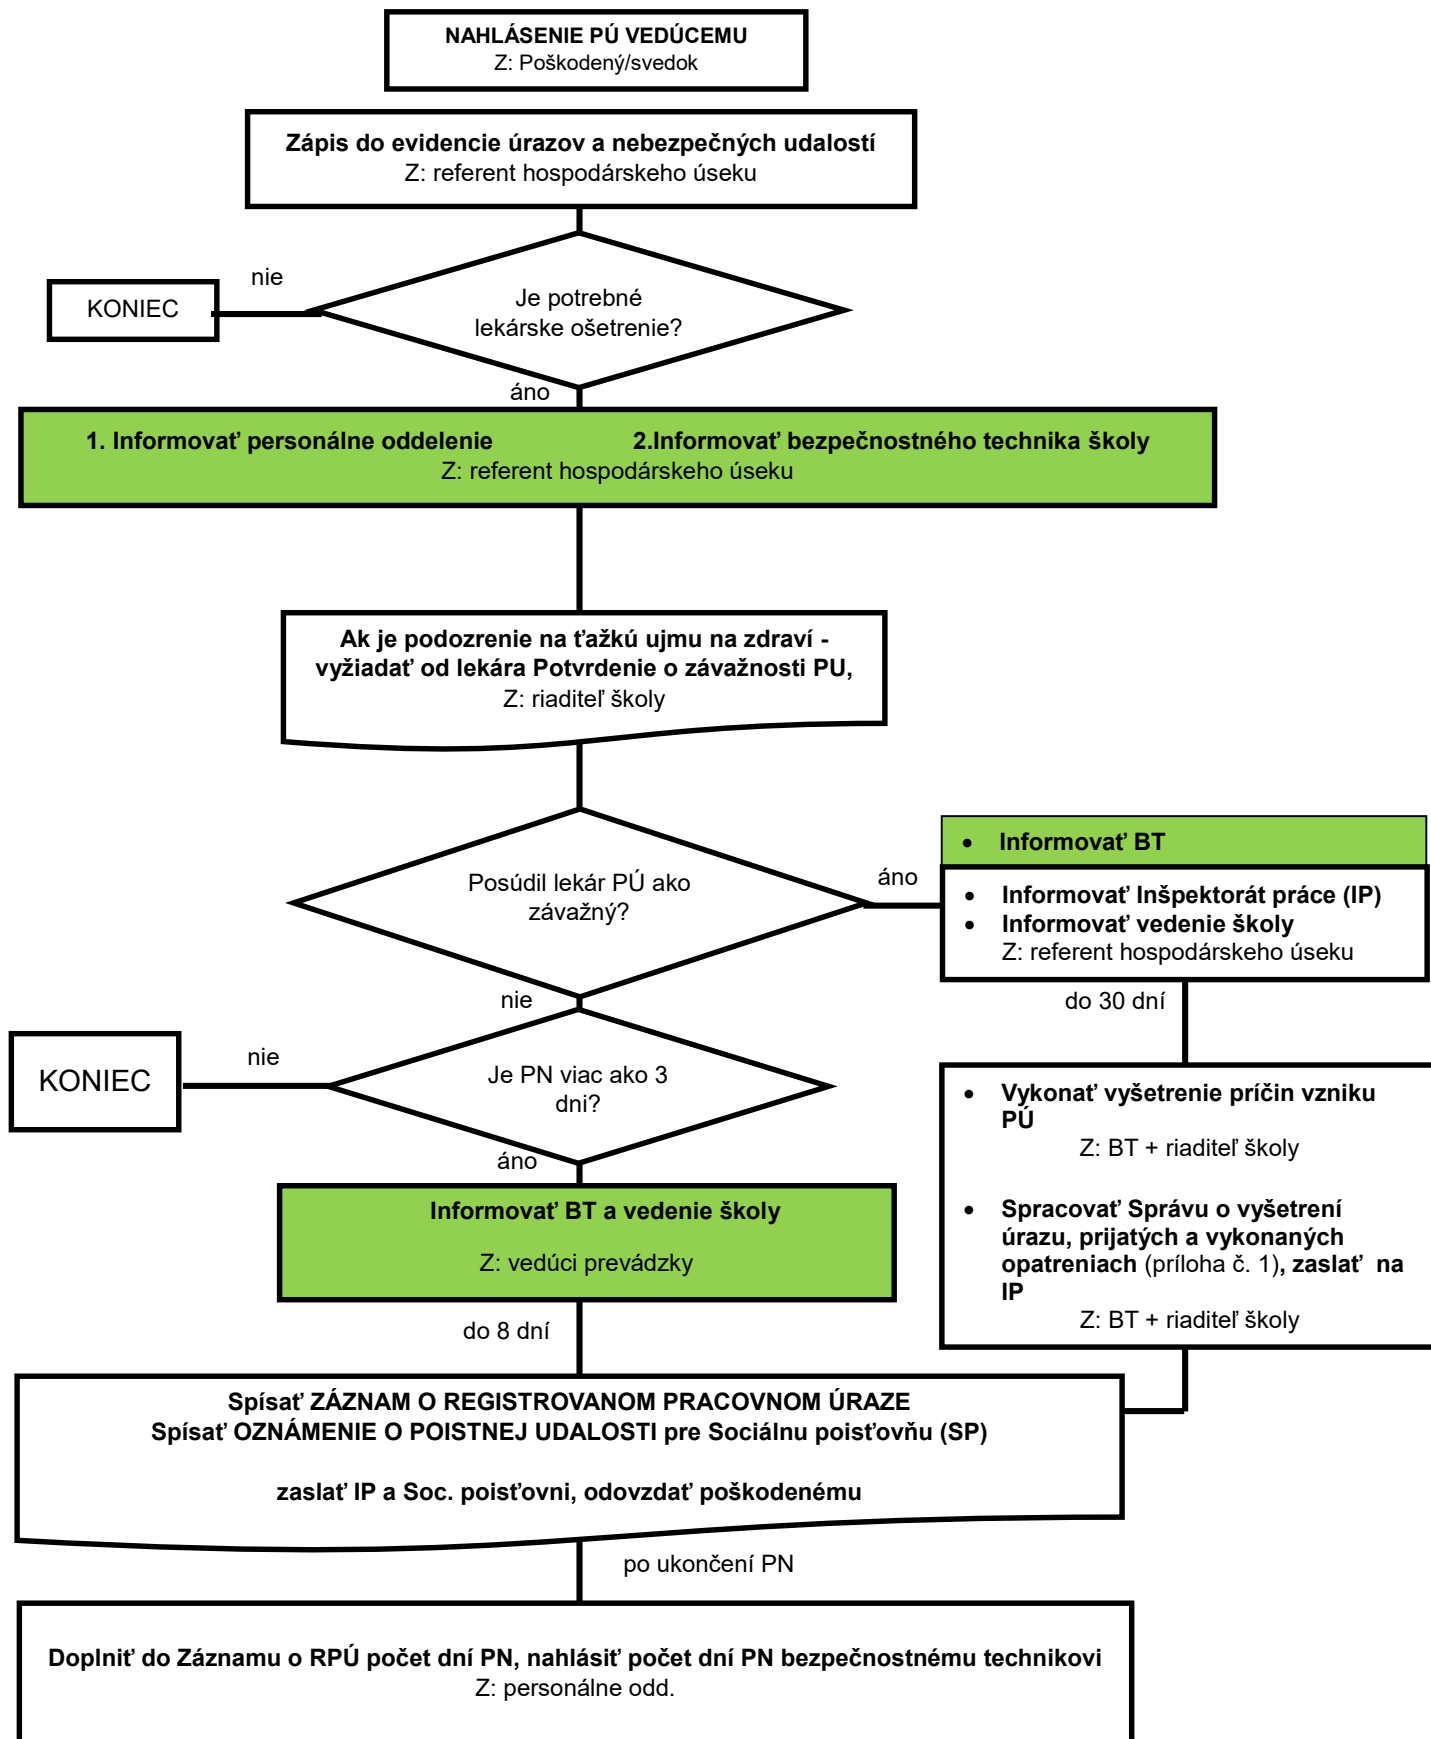 NAHLÁSENIE PÚ VEDÚCEMU
Z: Poškodený/svedok
Zápis do evidencie úrazov a nebezpečných udalostí
Z: referent hospodárskeho úseku
nie
KONIEC
Je potrebné
lekárske ošetrenie?
áno
1. Informovať personálne oddelenie 2.Informovať bezpečnostného technika školy
Z: referent hospodárskeho úseku
Ak je podozrenie na ťažkú ujmu na zdraví -
vyžiadať od lekára Potvrdenie o závažnosti PU,
Z: riaditeľ školy
Posúdil lekár PÚ ako
závažný?
áno
• Informovať BT
• Informovať Inšpektorát práce (IP)
• Informovať vedenie školy
Z: referent hospodárskeho úseku
nie
do 30 dní
nie
KONIEC
Je PN viac ako 3
dni?
áno
• Vykonať vyšetrenie príčin vzniku
PÚ
Z: BT + riaditeľ školy
• Spracovať Správu o vyšetrení
úrazu, prijatých a vykonaných
opatreniach (príloha č. 1), zaslať na
IP
Z: BT + riaditeľ školy
Informovať BT a vedenie školy
Z: vedúci prevádzky
do 8 dní
Spísať ZÁZNAM O REGISTROVANOM PRACOVNOM ÚRAZE
Spísať OZNÁMENIE O POISTNEJ UDALOSTI pre Sociálnu poisťovňu (SP)
zaslať IP a Soc. poisťovni, odovzdať poškodenému
po ukončení PN
Doplniť do Záznamu o RPÚ počet dní PN, nahlásiť počet dní PN bezpečnostnému technikovi
Z: personálne odd.